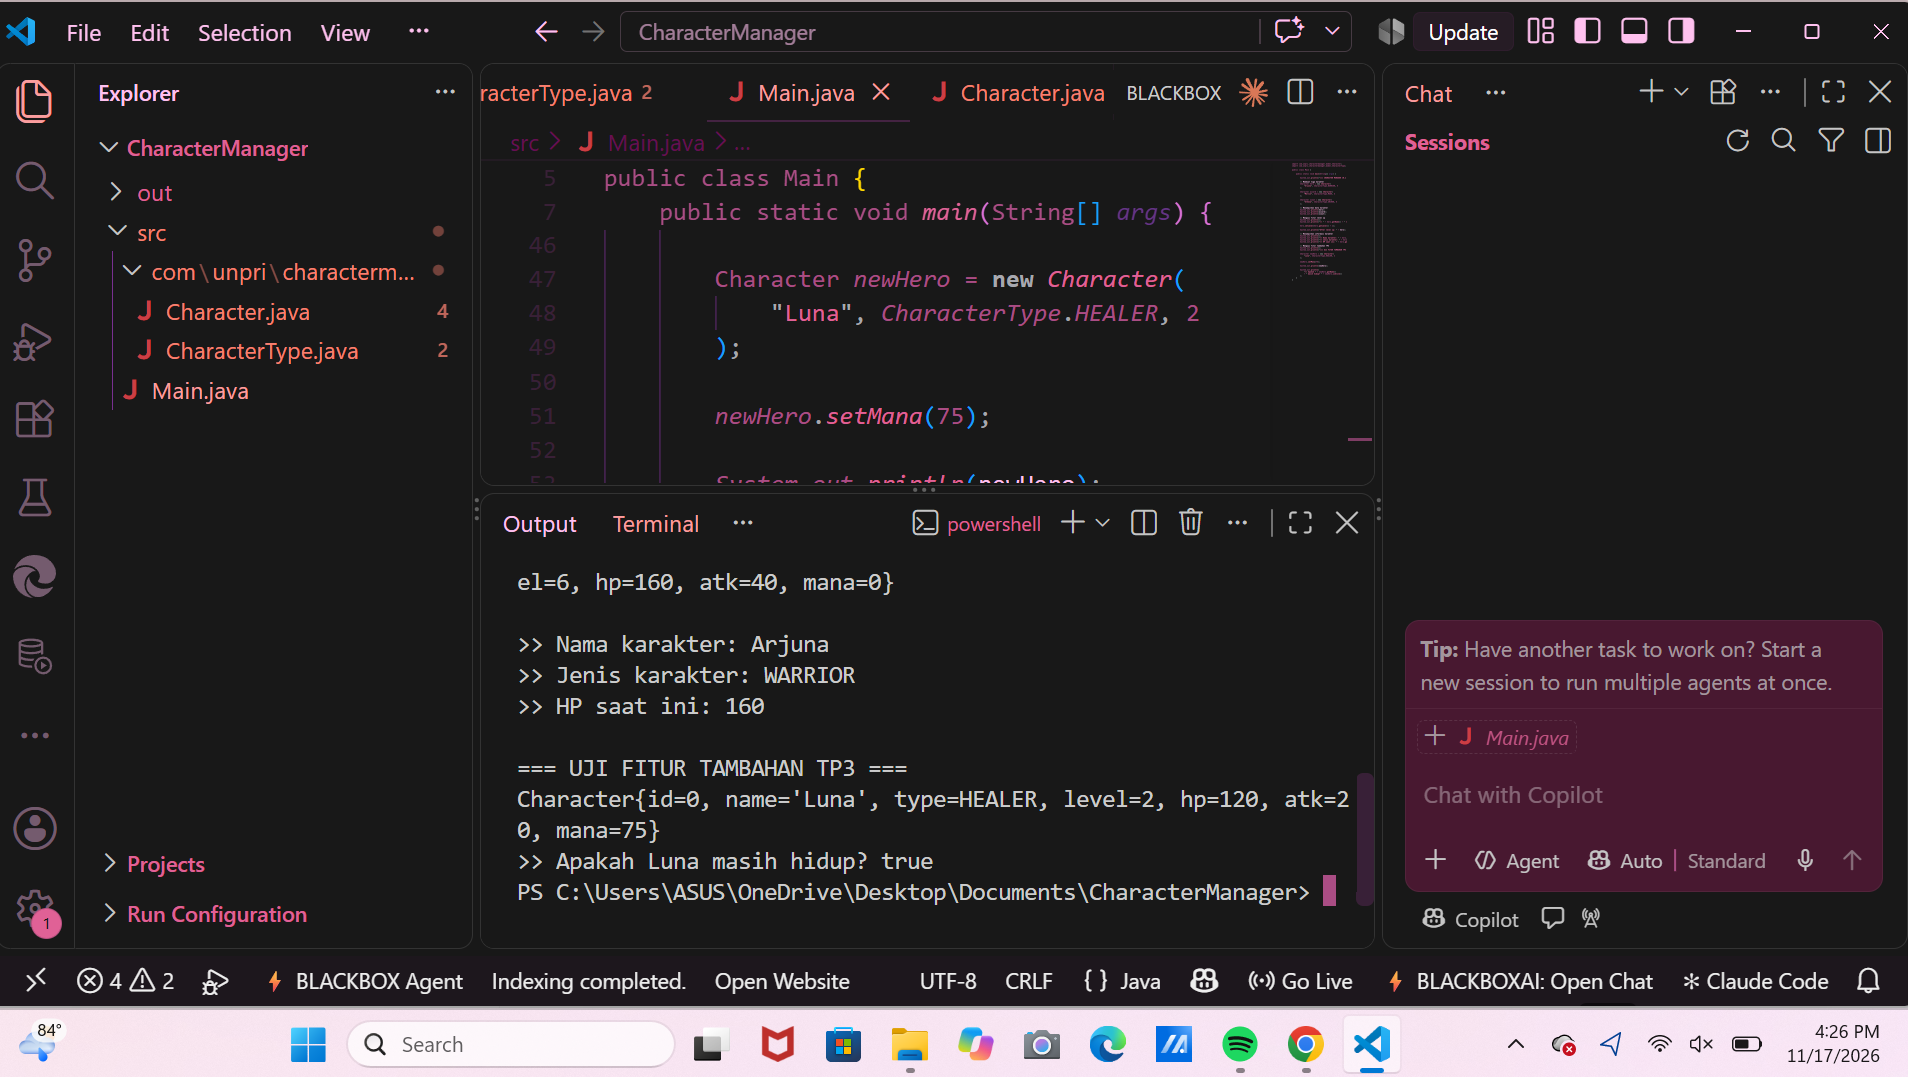 File Edit Selection View ...
CharacterManager
Update
Explorer
CharacterManager
out
src
com\unpri\characterm...
Character.java 4
CharacterType.java 2
Main.java
Projects
Run Configuration
1
racterType.java 2
Main.java
Character.java
BLACKBOX
src > Main.java > ...
5 public class Main {
7 public static void main(String[] args) {
46
47 Character newHero = new Character(
48 "Luna", CharacterType.HEALER, 2
49 );
50
51 newHero.setMana(75);
52
53 System.out.println(newHero);
Output Terminal ...
powershell
el=6, hp=160, atk=40, mana=0}
>> Nama karakter: Arjuna
>> Jenis karakter: WARRIOR
>> HP saat ini: 160
=== UJI FITUR TAMBAHAN TP3 ===
Character{id=0, name='Luna', type=HEALER, level=2, hp=120, atk=2
0, mana=75}
>> Apakah Luna masih hidup? true
PS C:\Users\ASUS\OneDrive\Desktop\Documents\CharacterManager>
Chat ...
Sessions
Tip: Have another task to work on? Start a
new session to run multiple agents at once.
Main.java
Chat with Copilot
Agent Auto | Standard
Copilot
4 2 BLACKBOX Agent Indexing completed. Open Website UTF-8 CRLF {} Java Go Live BLACKBOXAI: Open Chat Claude Code
84°
Search
4:26 PM
11/17/2026